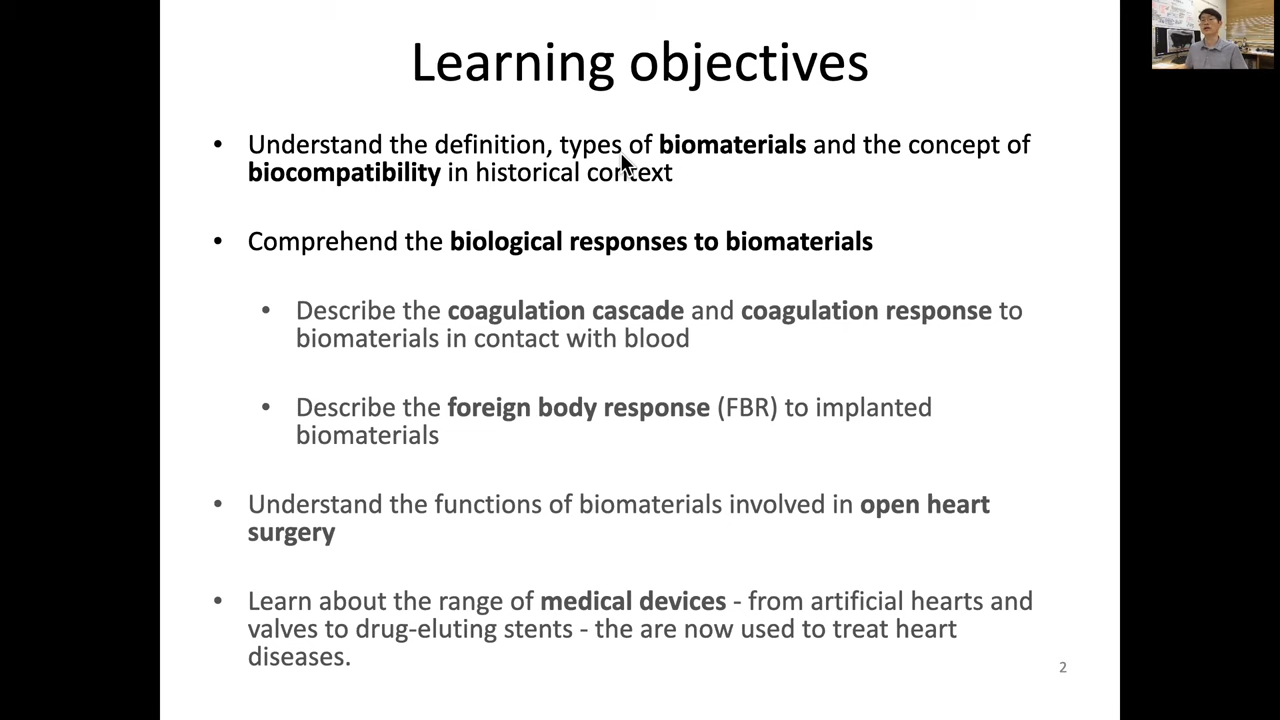 Learning objectives
• Understand the definition, types of biomaterials and the concept of
biocompatibility in historical context
• Comprehend the biological responses to biomaterials
• Describe the coagulation cascade and coagulation response to
biomaterials in contact with blood
• Describe the foreign body response (FBR) to implanted
biomaterials
• Understand the functions of biomaterials involved in open heart
surgery
• Learn about the range of medical devices - from artificial hearts and
valves to drug-eluting stents - the are now used to treat heart
diseases.
2